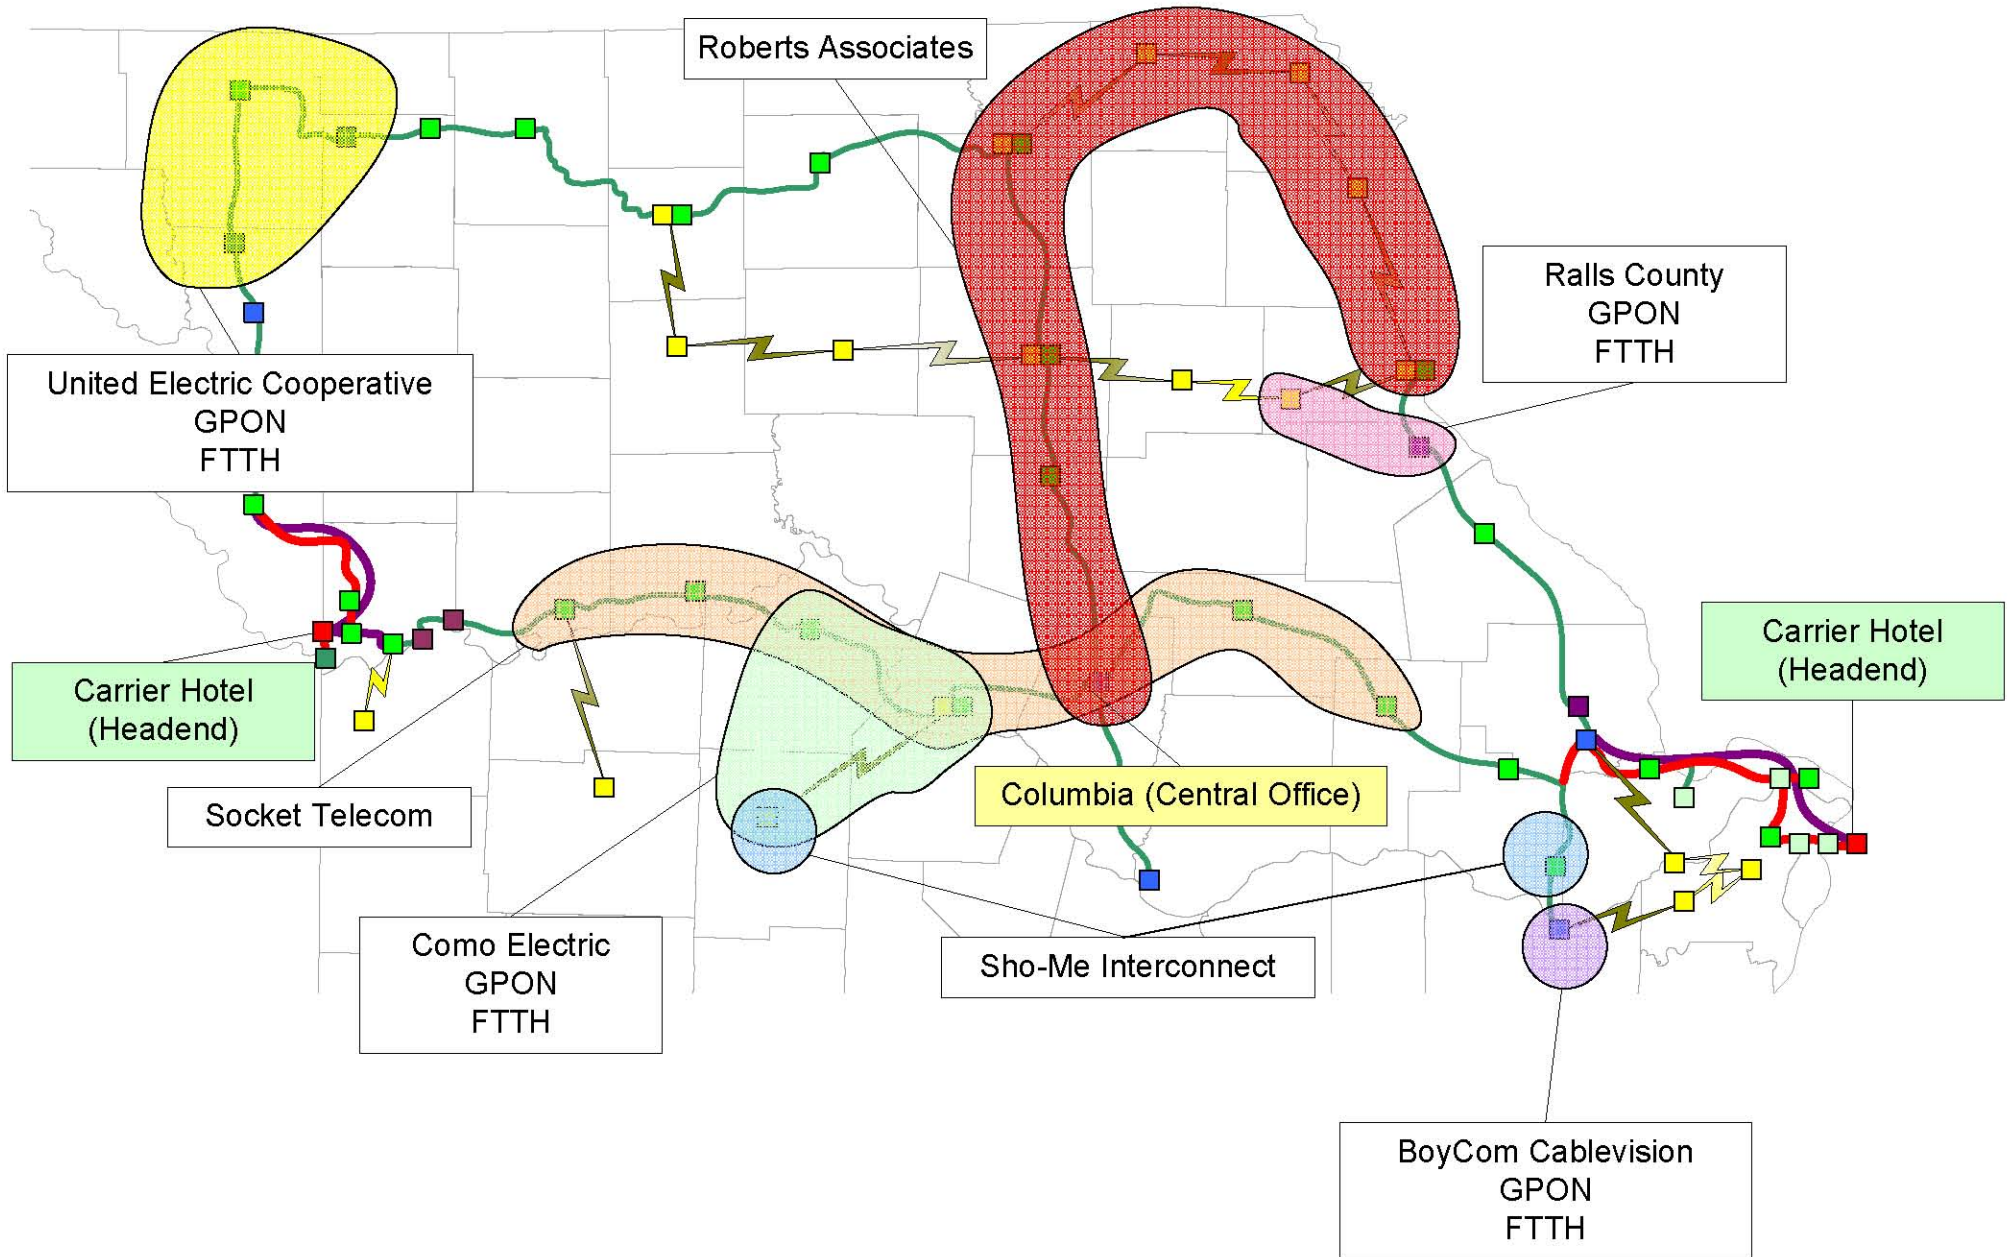 Roberts Associates
Ralls County
GPON
FTTH
United Electric Cooperative
GPON
FTTH
Carrier Hotel
(Headend)
Carrier Hotel
(Headend)
Socket Telecom
Columbia (Central Office)
Como Electric
GPON
FTTH
Sho-Me Interconnect
BoyCom Cablevision
GPON
FTTH